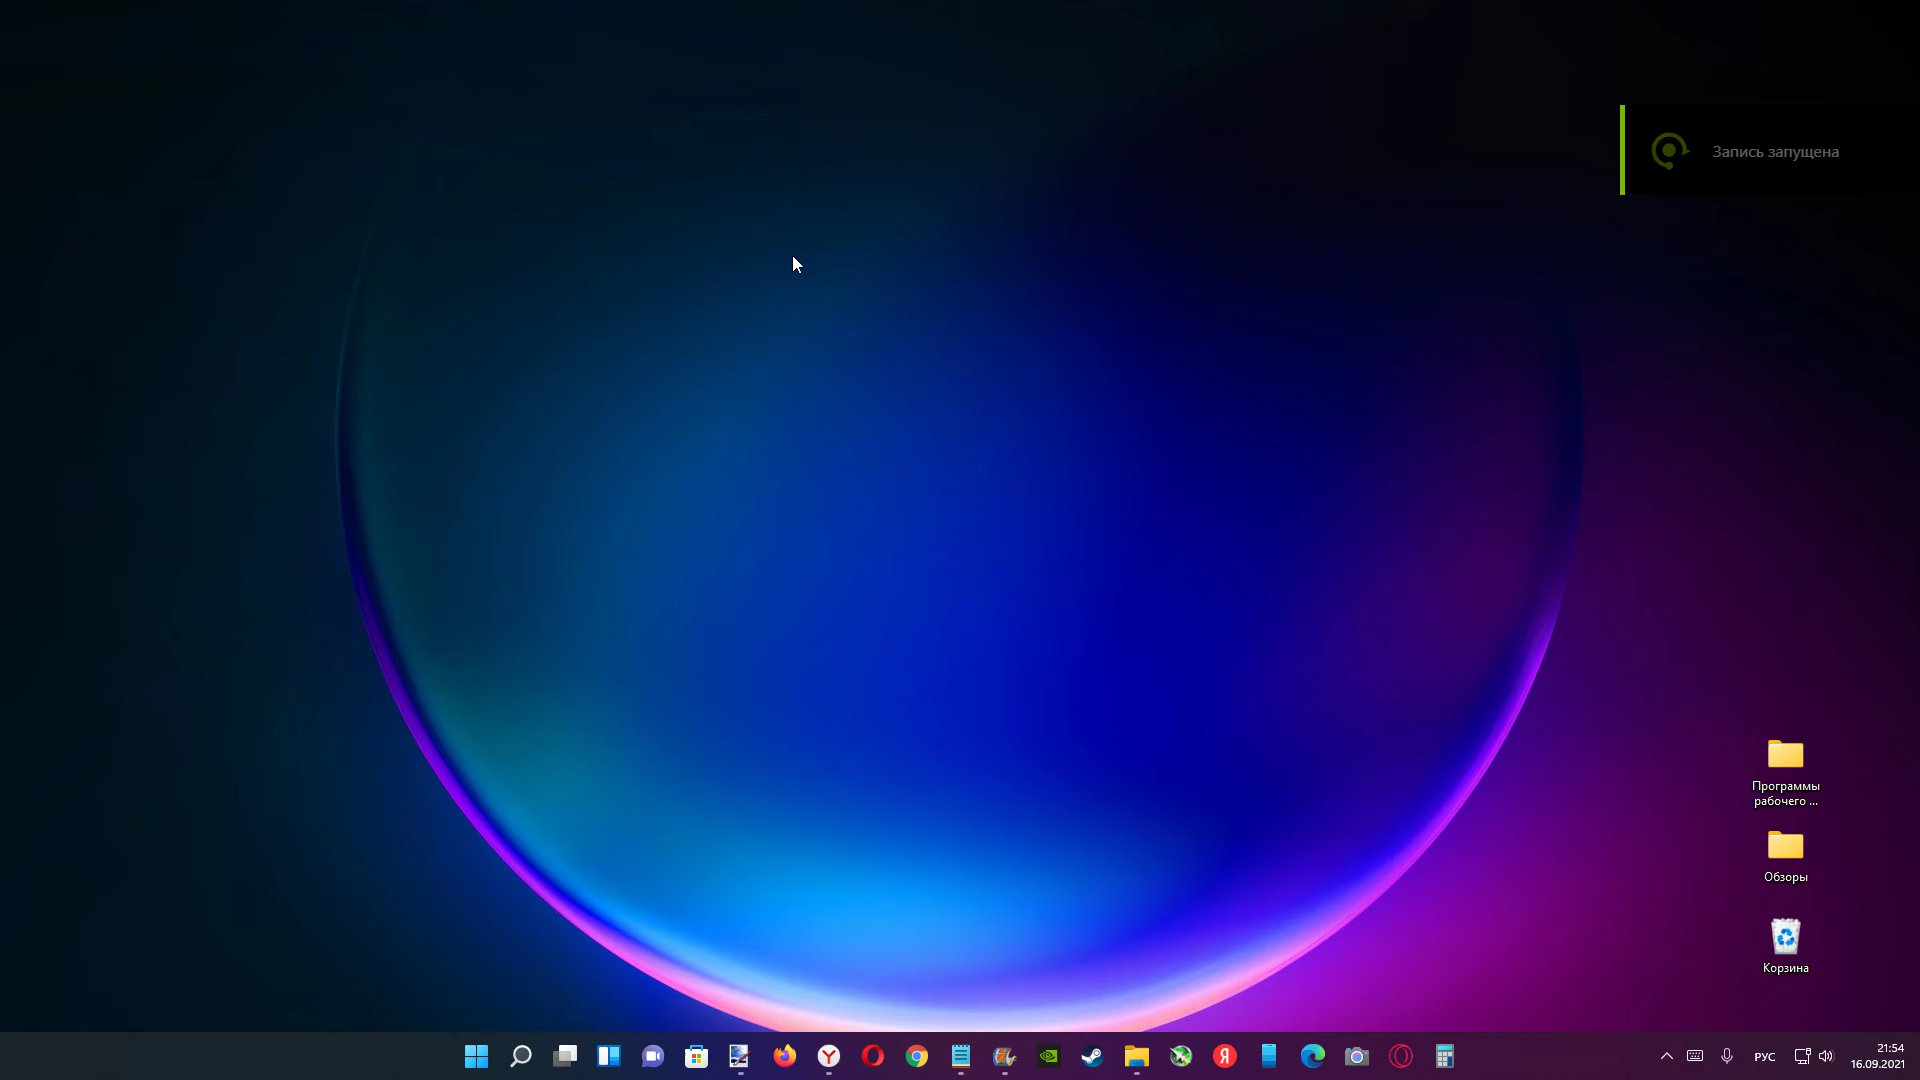 Запись запущена
Программы
рабочего ...
Обзоры
Корзина
РУС
21:54
16.09.2021